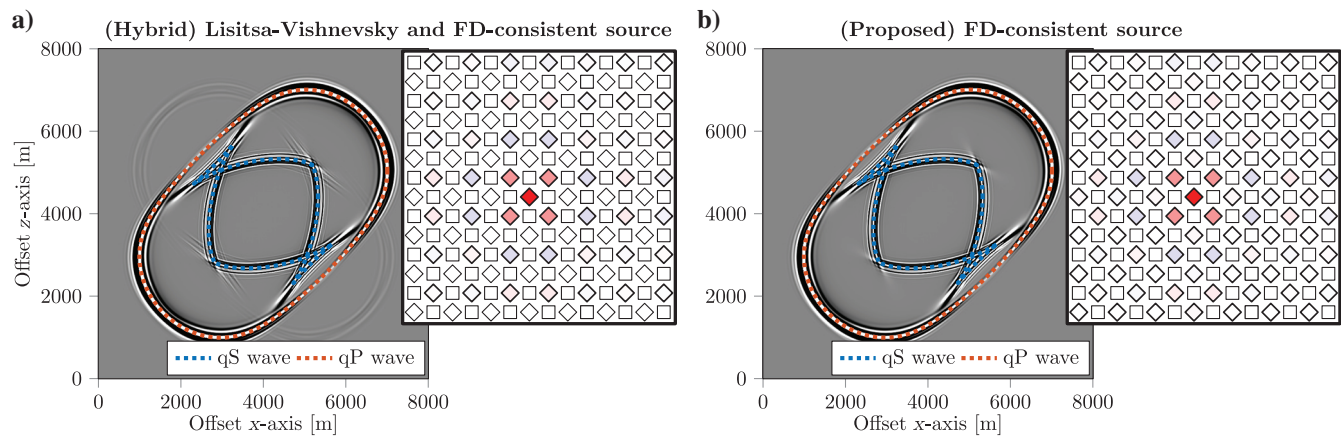 a)
(Hybrid) Lisitsa-Vishnevsky and FD-consistent source
8000
6000
4000
2000
0
Offset z-axis [m]
qS wave
qP wave
0
2000
4000
6000
8000
Offset x-axis [m]
b)
(Proposed) FD-consistent source
8000
6000
4000
2000
0
qS wave
qP wave
0
2000
4000
6000
8000
Offset x-axis [m]